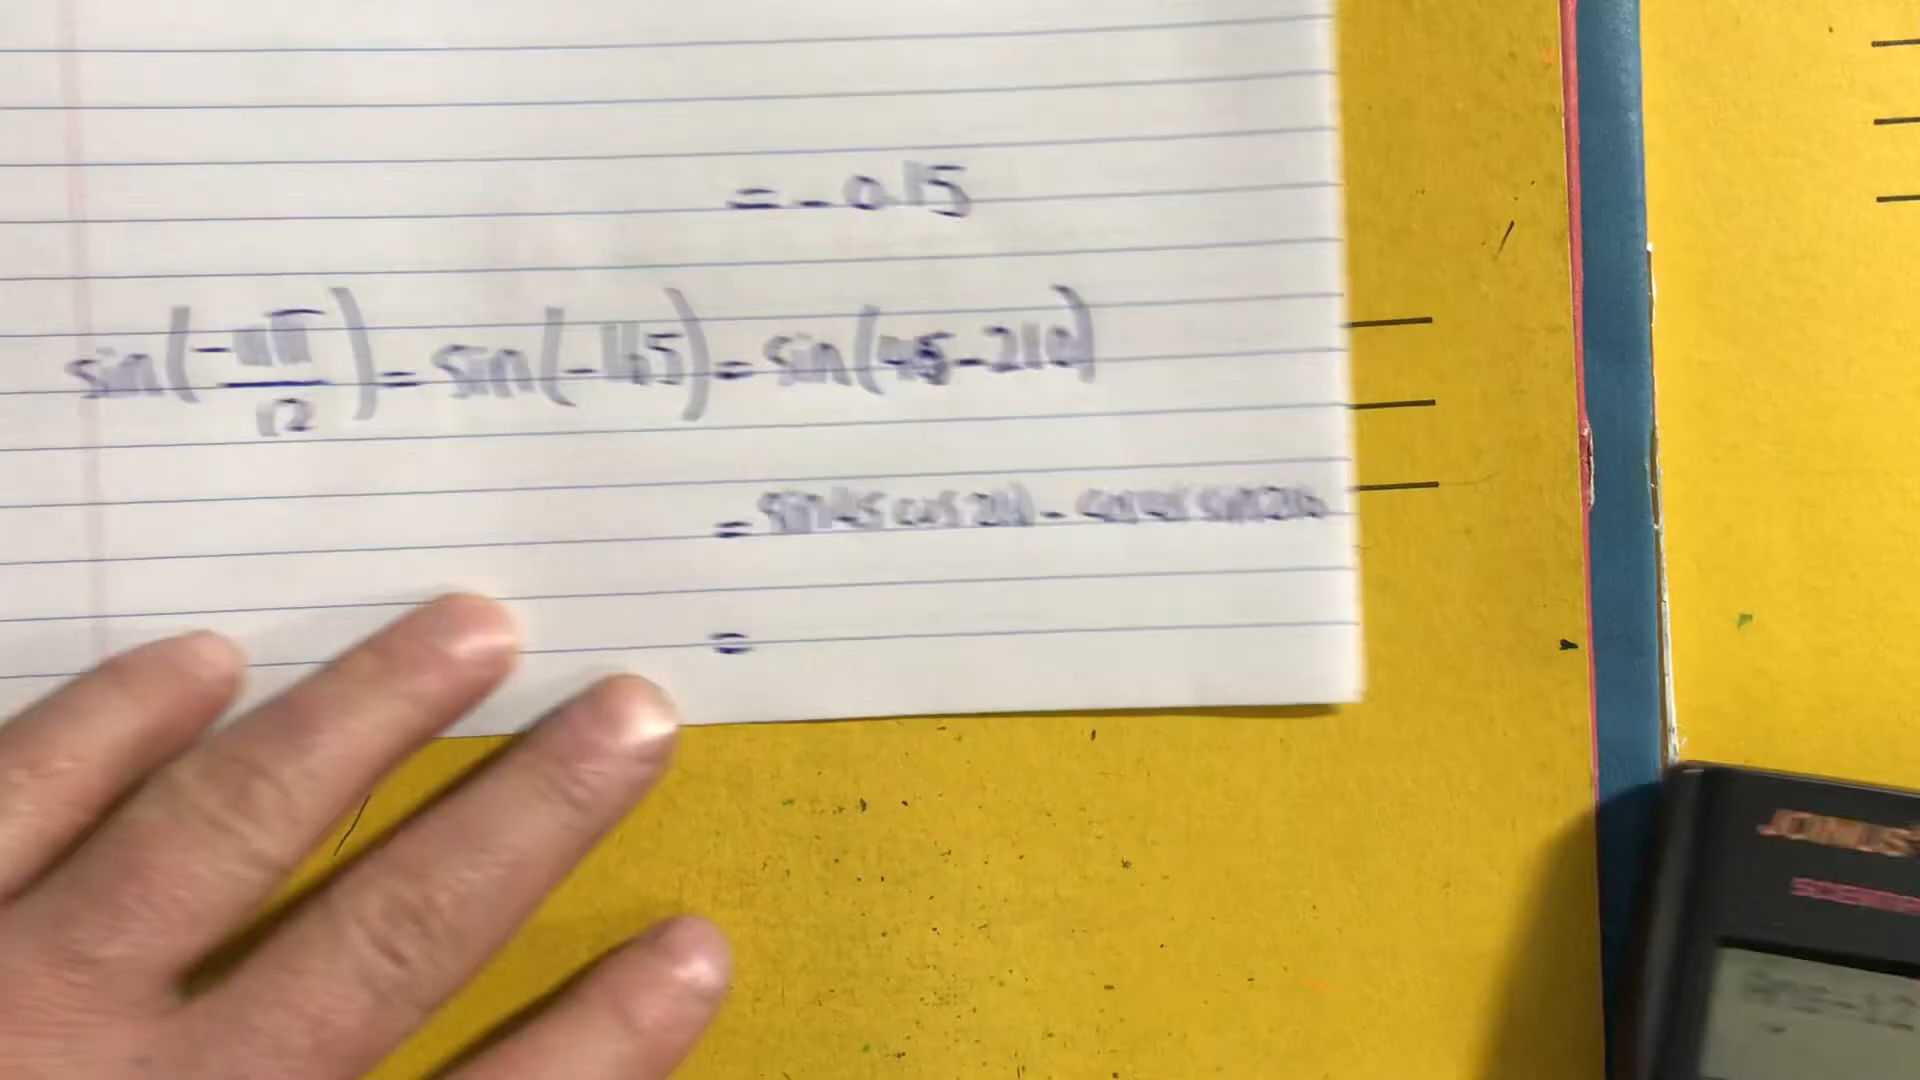 = - 0.15
sin(-11π/12) = sin(-165) = sin(45-210)
= sin45 cos210 - cos45 sin210
=